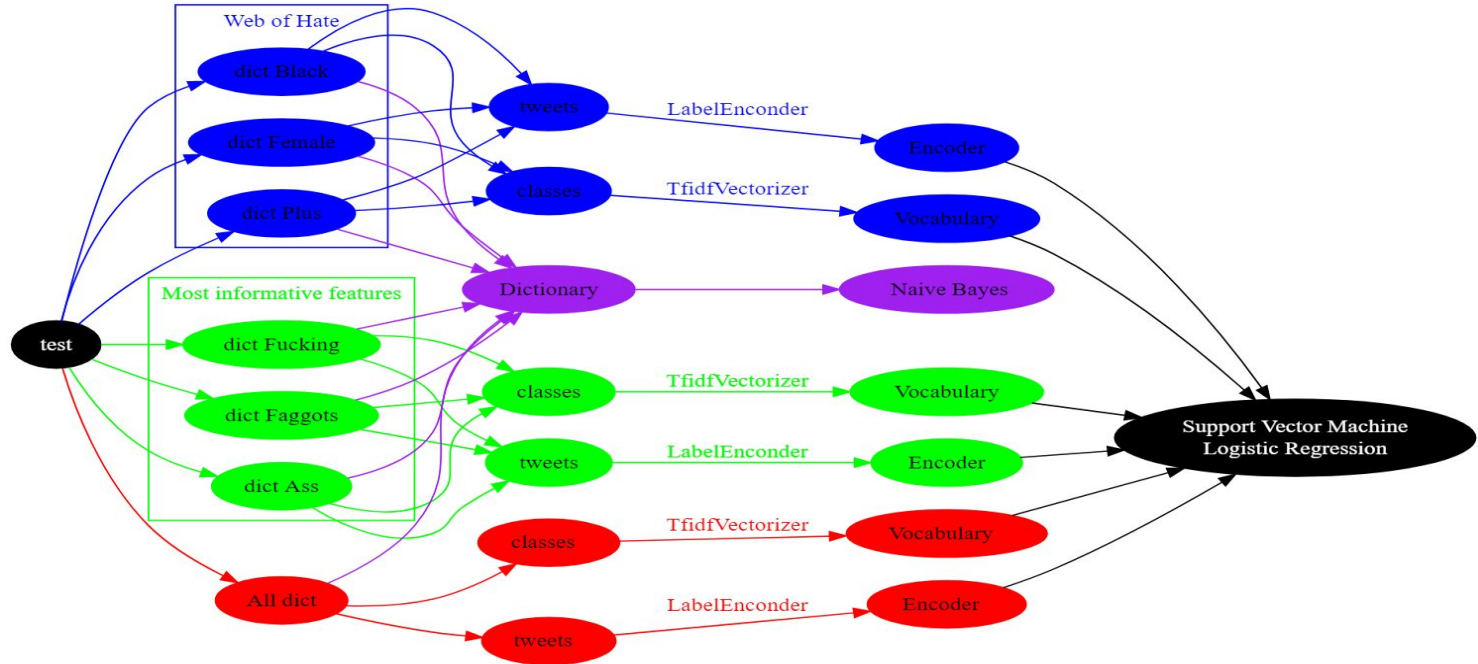 Web of Hate
dict Black
dict Female
dict Plus
tweets
LabelEnconder
Encoder
classes
TfidfVectorizer
Vocabulary
Dictionary
Naive Bayes
test
Most informative features
dict Fucking
dict Faggots
dict Ass
classes
TfidfVectorizer
Vocabulary
tweets
LabelEnconder
Encoder
Support Vector Machine
Logistic Regression
All dict
classes
TfidfVectorizer
Vocabulary
tweets
LabelEnconder
Encoder